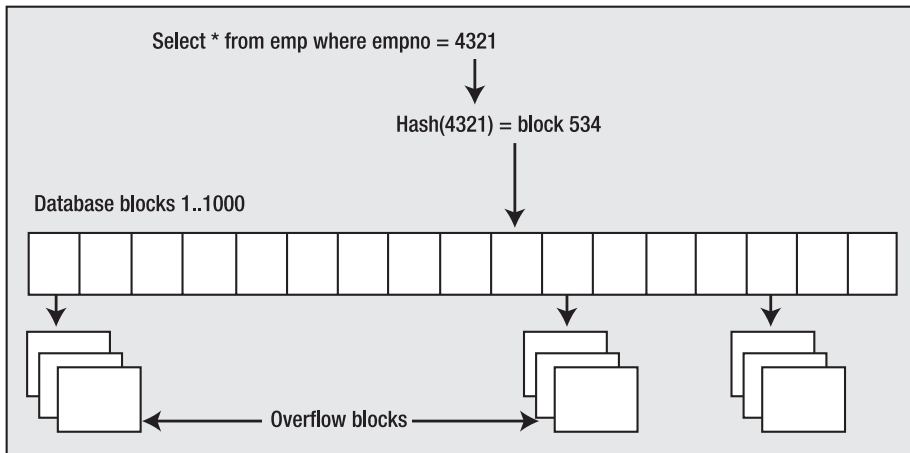 Select * from emp where empno = 4321
Hash(4321) = block 534
Database blocks 1..1000
Overflow blocks